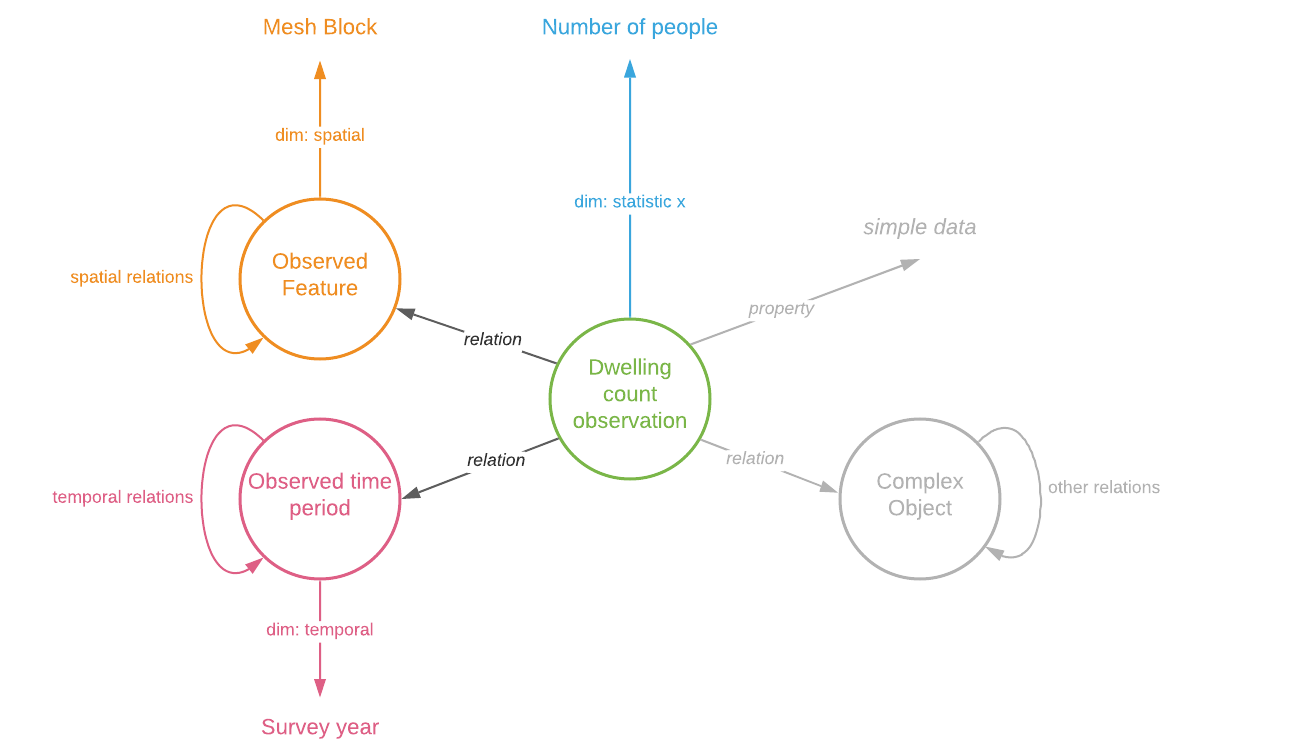 Mesh Block
Number of people
dim: spatial
dim: statistic x
simple data
Observed
Feature
spatial relations
property
relation
Dwelling
count
observation
relation
relation
Observed time
period
temporal relations
Complex
Object
other relations
dim: temporal
Survey year